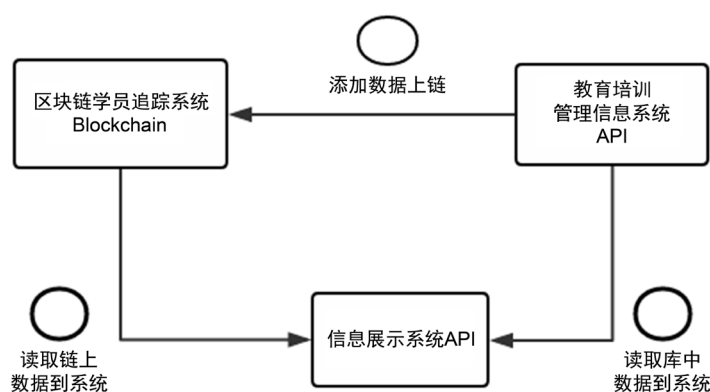 添加数据上链
区块链学员追踪系统
Blockchain
教育培训
管理信息系统
API
读取链上
数据到系统
信息展示系统API
读取库中
数据到系统